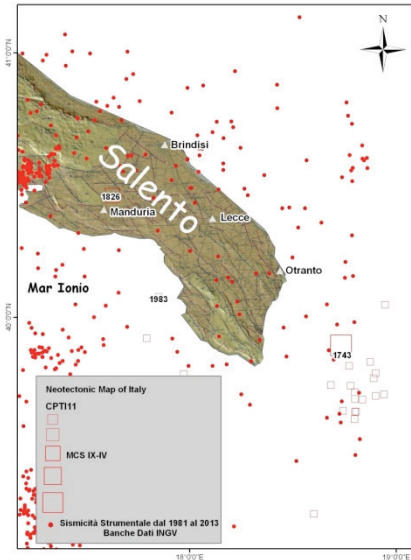 N
41°0'0"N
Brindisi
Salento
1826
Manduria
Lecce
Otranto
Mar Ionio
1983
40°0'0"N
1743
Neotectonic Map of Italy
CPTI11
MCS IX-IV
Sismicità Strumentale dal 1981 al 2013
Banche Dati INGV
18°0'0"E
19°0'0"E